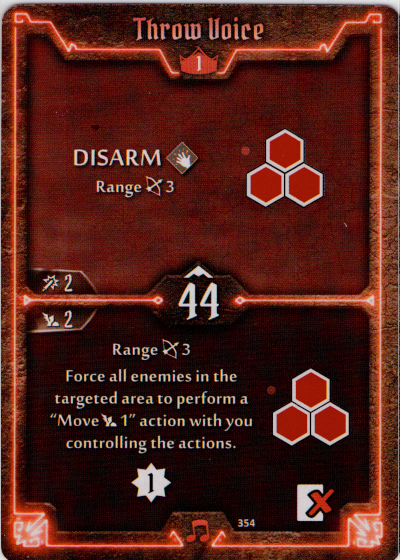 Throw Voice
1
DISARM
Range 3
2
44
2
Range 3
Force all enemies in the
targeted area to perform a
“Move 1” action with you
controlling the actions.
1
354